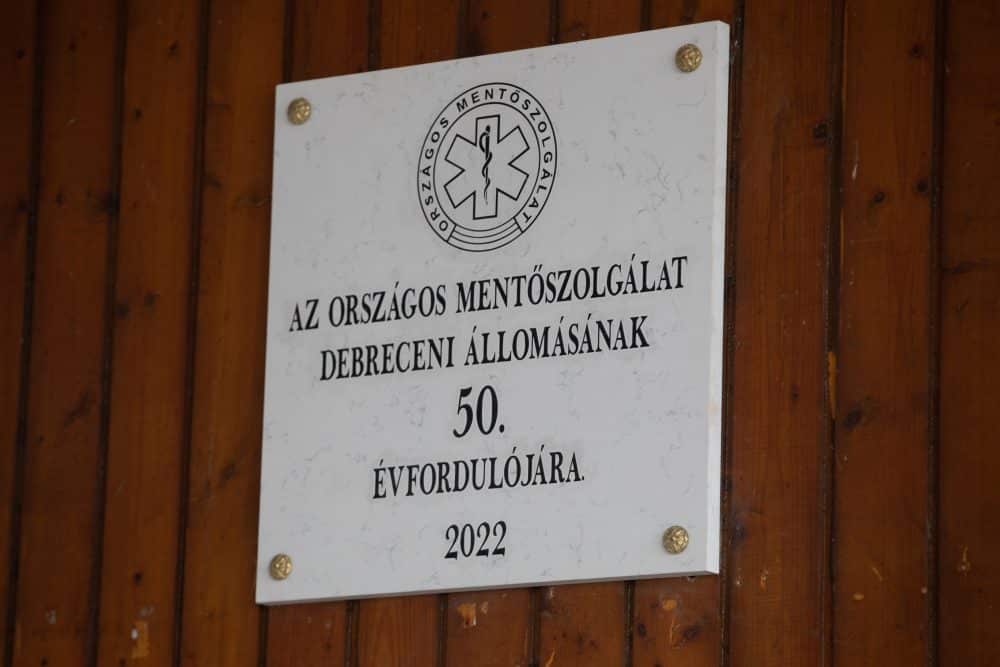 ORSZÁGOS MENTŐSZOLGÁLAT
AZ ORSZÁGOS MENTŐSZOLGÁLAT
DEBRECENI ÁLLOMÁSÁNAK
50.
ÉVFORDULÓJÁRA.
2022